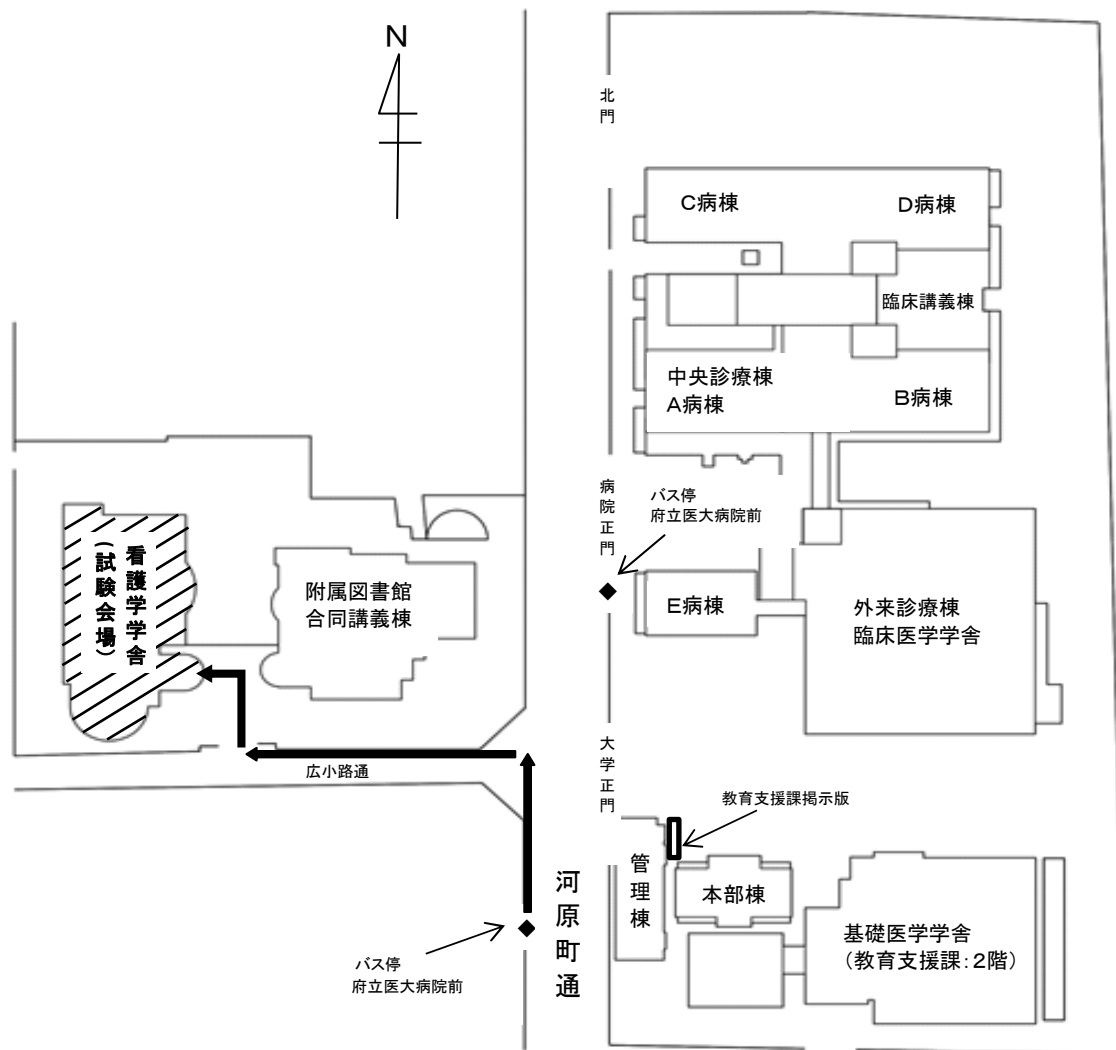 N
北門
C病棟
D病棟
臨床講義棟
中央診療棟
A病棟
B病棟
病院正門
バス停
府立医大病院前
看護学学舎
（試験会場）
附属図書館
合同講義棟
E病棟
外来診療棟
臨床医学学舎
大学正門
広小路通
教育支援課掲示版
管理棟
本部棟
河原町通
基礎医学学舎
（教育支援課：２階）
バス停
府立医大病院前